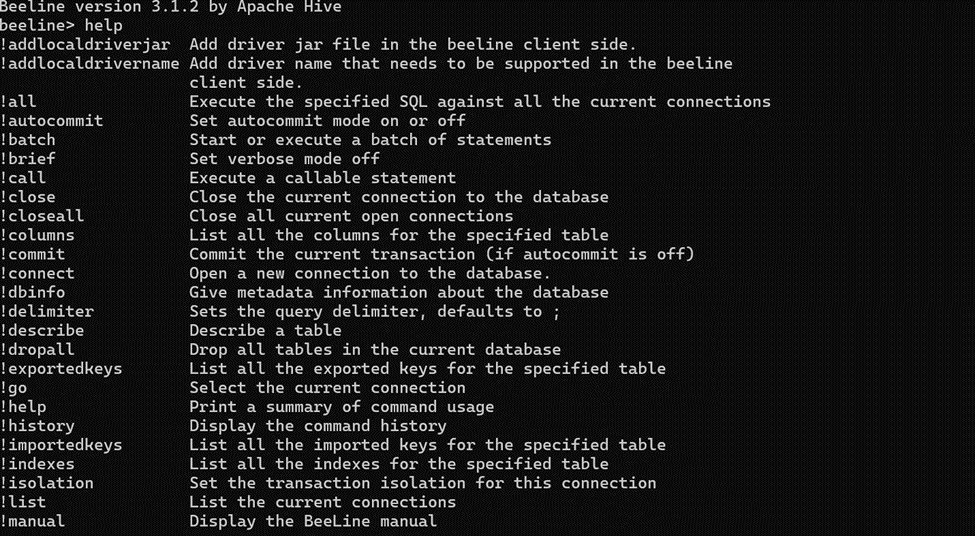 Beeline version 3.1.2 by Apache Hive
beeline> help
!addlocaldriverjar  Add driver jar file in the beeline client side.
!addlocaldrivername Add driver name that needs to be supported in the beeline
                    client side.
!all                Execute the specified SQL against all the current connections
!autocommit         Set autocommit mode on or off
!batch              Start or execute a batch of statements
!brief              Set verbose mode off
!call               Execute a callable statement
!close              Close the current connection to the database
!closeall           Close all current open connections
!columns            List all the columns for the specified table
!commit             Commit the current transaction (if autocommit is off)
!connect            Open a new connection to the database.
!dbinfo             Give metadata information about the database
!delimiter          Sets the query delimiter, defaults to ;
!describe           Describe a table
!dropall            Drop all tables in the current database
!exportedkeys       List all the exported keys for the specified table
!go                 Select the current connection
!help               Print a summary of command usage
!history            Display the command history
!importedkeys       List all the imported keys for the specified table
!indexes            List all the indexes for the specified table
!isolation          Set the transaction isolation for this connection
!list               List the current connections
!manual             Display the BeeLine manual